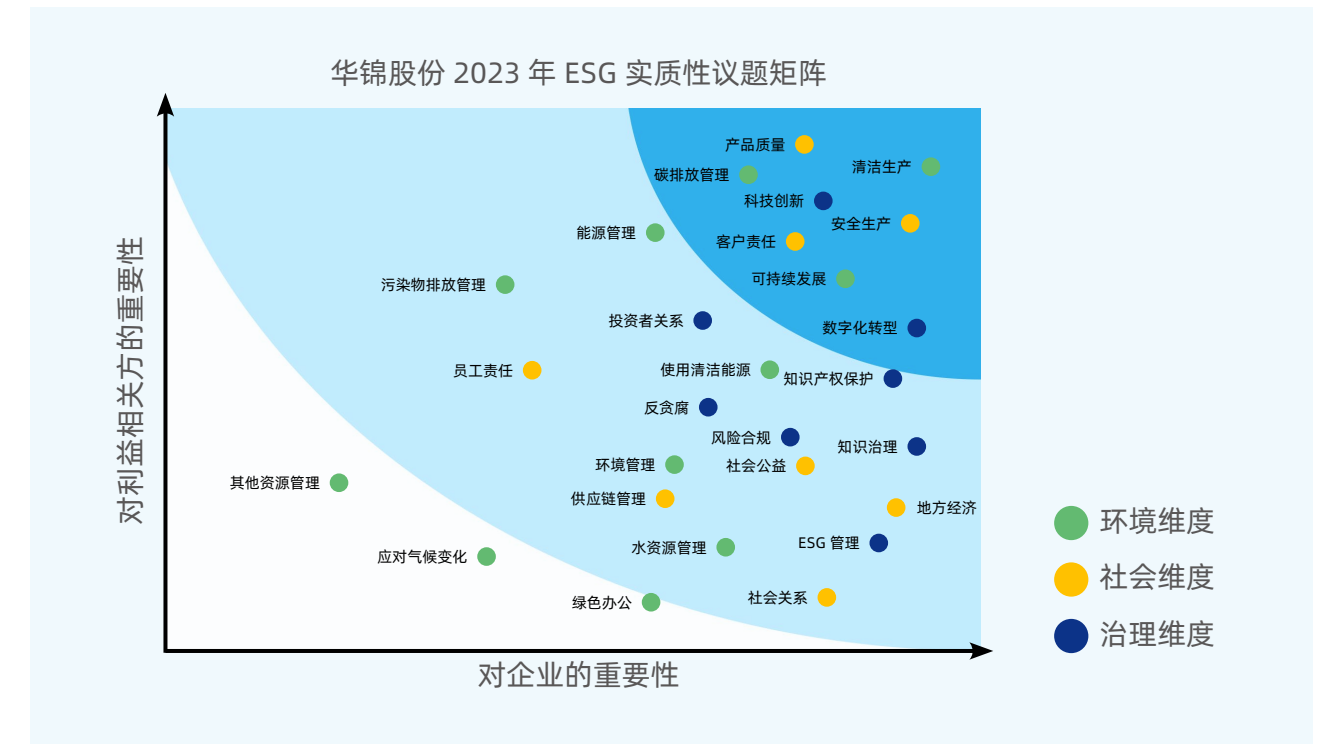 华锦股份 2023 年 ESG 实质性议题矩阵
对利益相关方的重要性
产品质量
清洁生产
碳排放管理
科技创新
安全生产
能源管理
客户责任
可持续发展
污染物排放管理
投资者关系
数字化转型
员工责任
使用清洁能源
知识产权保护
反贪腐
风险合规
知识治理
环境管理
社会公益
其他资源管理
供应链管理
地方经济
水资源管理
ESG 管理
应对气候变化
绿色办公
社会关系
对企业的重要性
环境维度
社会维度
治理维度